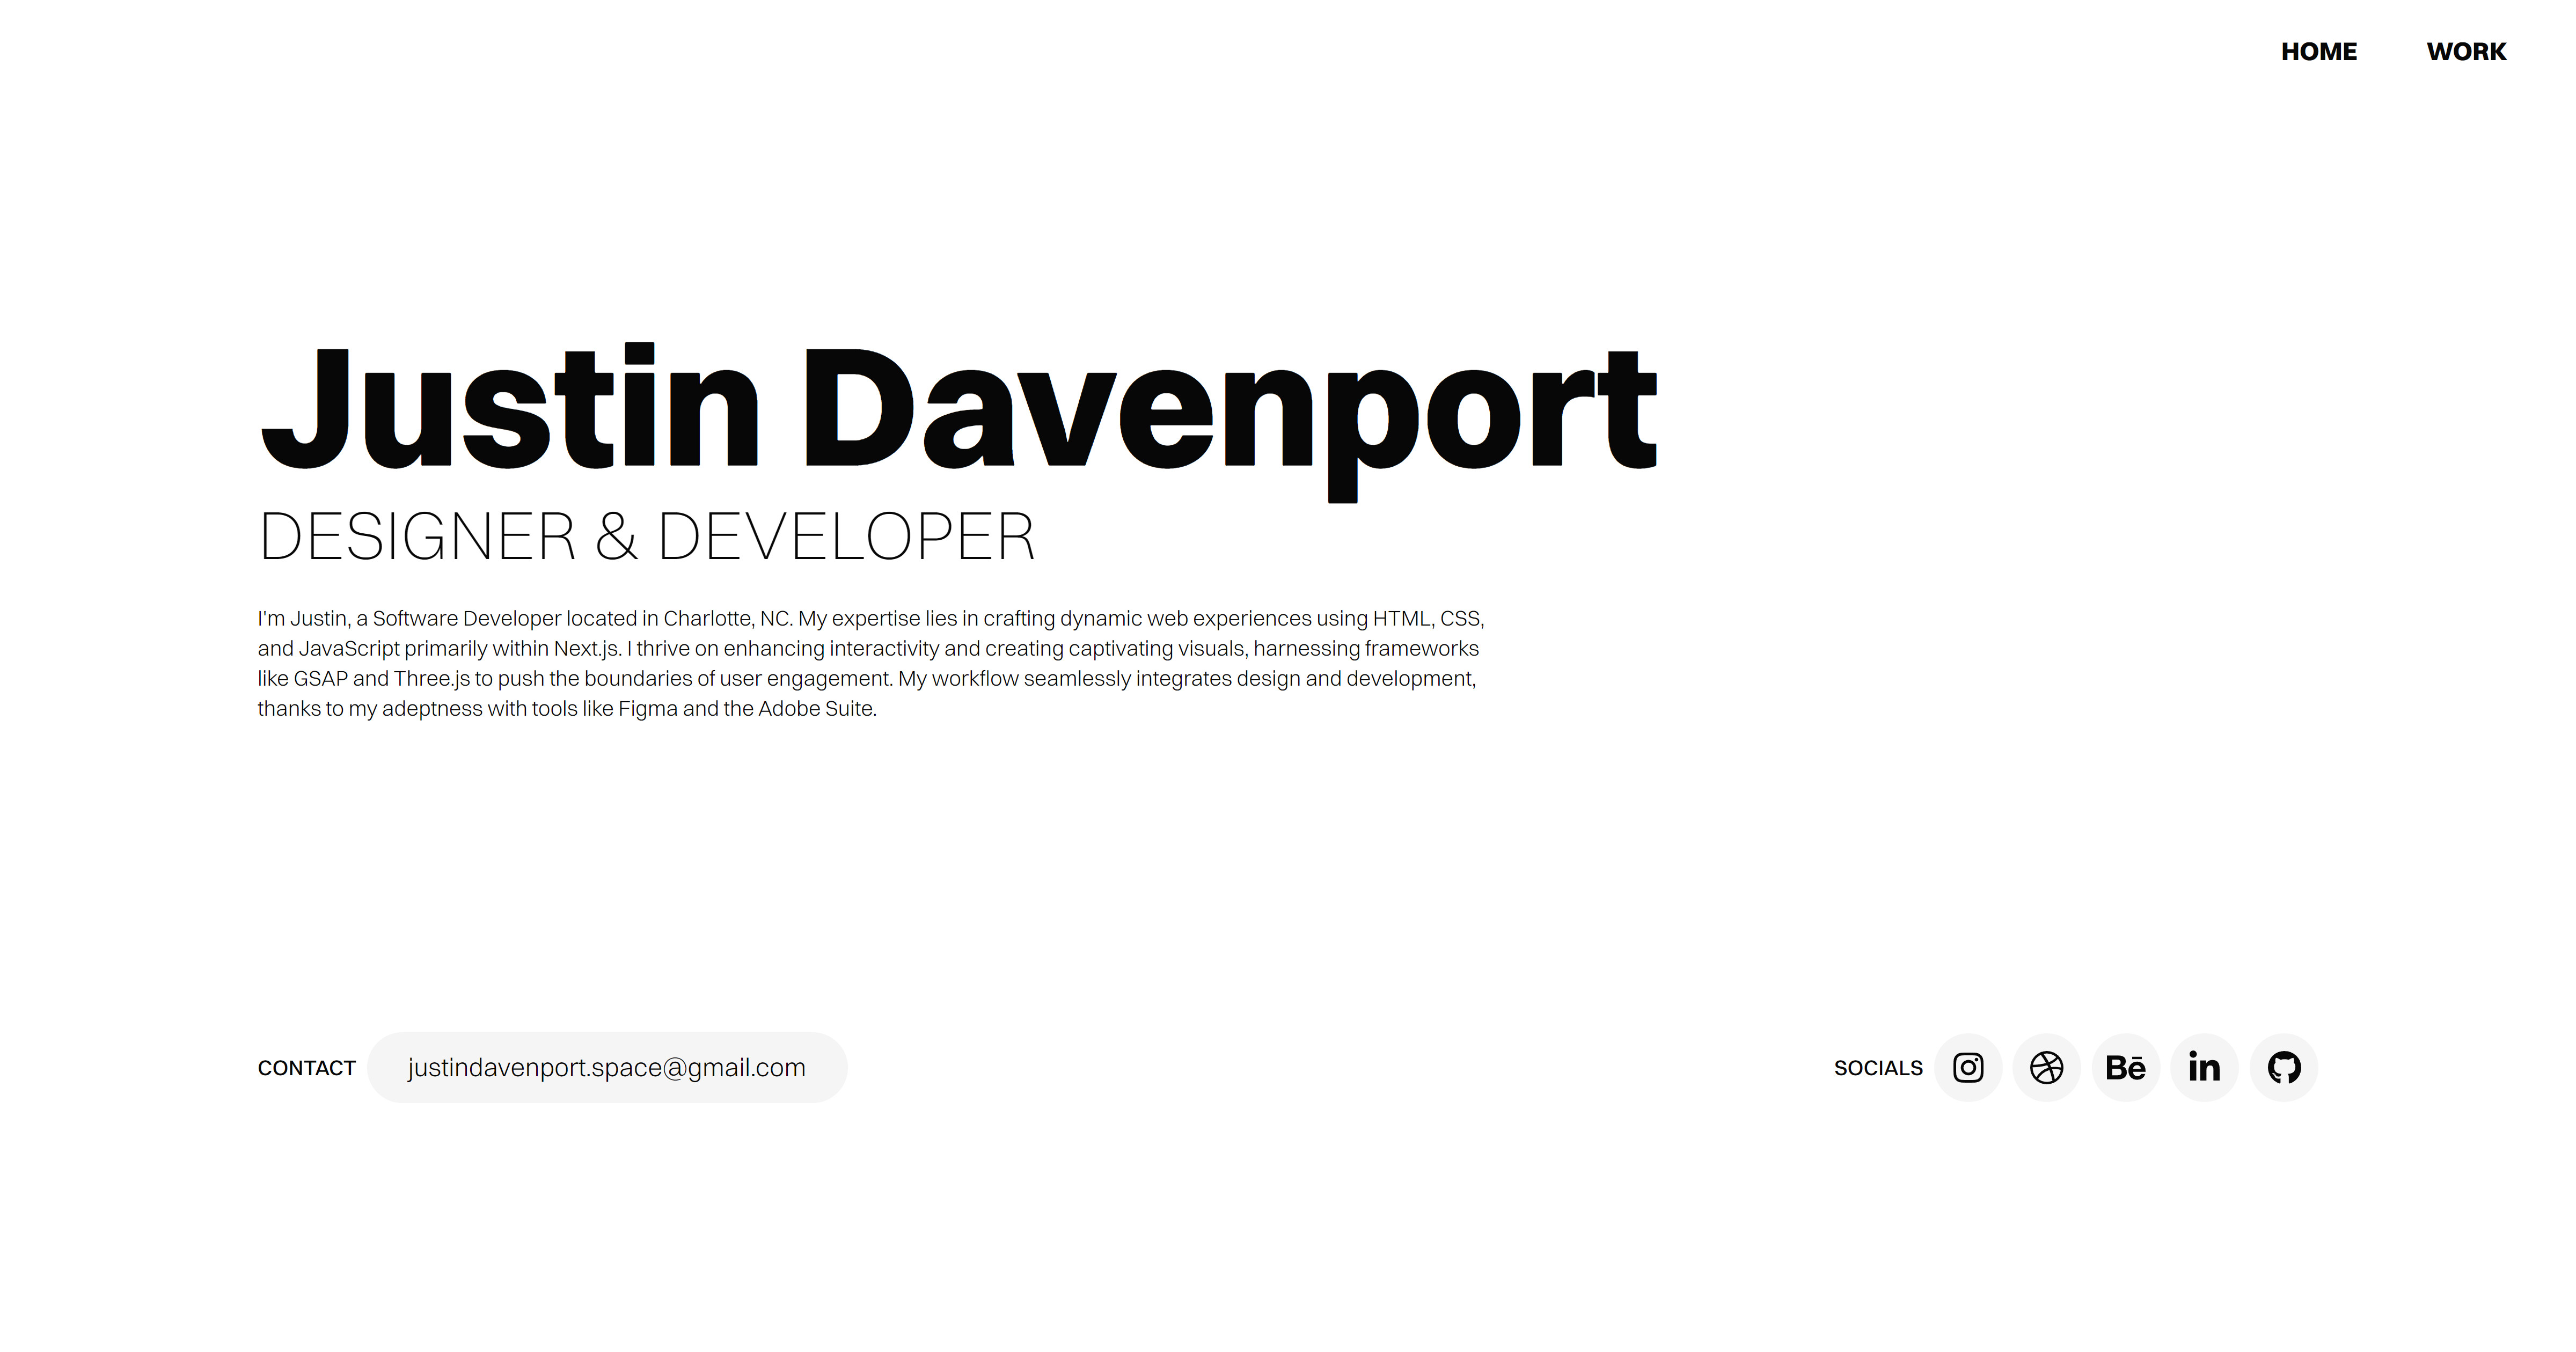 HOME WORK
Justin Davenport
DESIGNER & DEVELOPER
I'm Justin, a Software Developer located in Charlotte, NC. My expertise lies in crafting dynamic web experiences using HTML, CSS,
and JavaScript primarily within Next.js. I thrive on enhancing interactivity and creating captivating visuals, harnessing frameworks
like GSAP and Three.js to push the boundaries of user engagement. My workflow seamlessly integrates design and development,
thanks to my adeptness with tools like Figma and the Adobe Suite.
CONTACT justindavenport.space@gmail.com SOCIALS Bē in